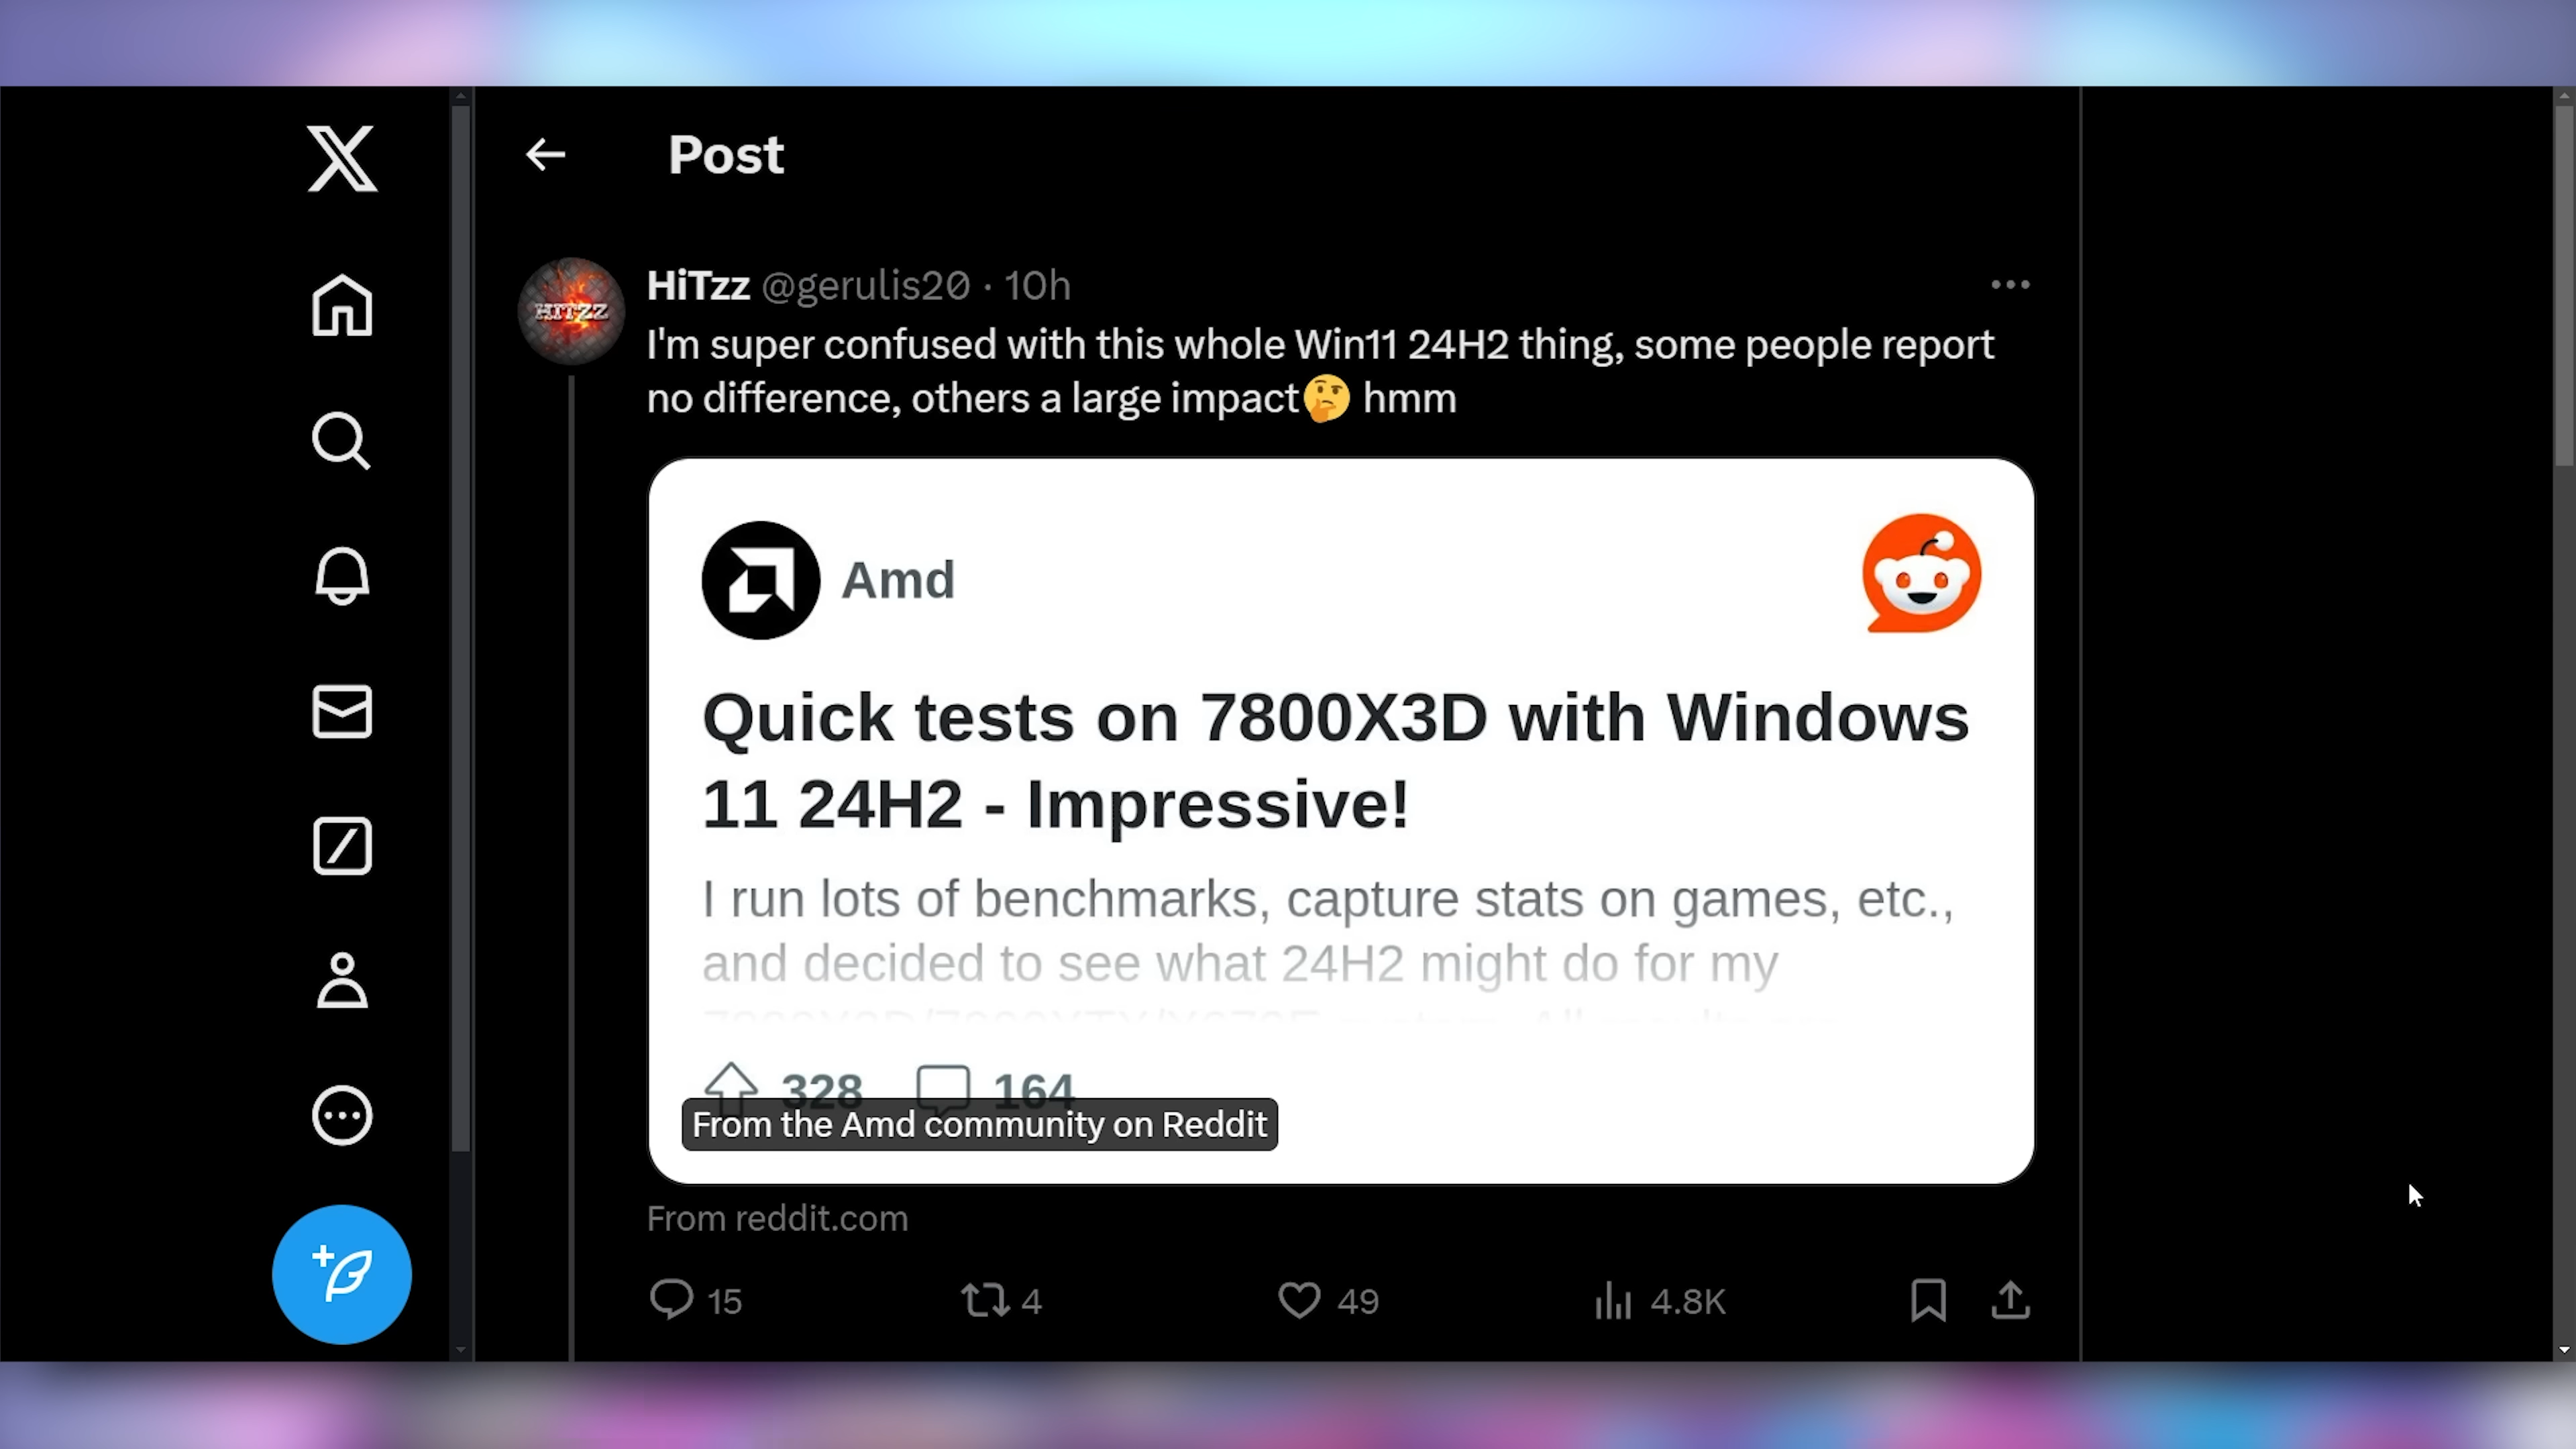 Post
HiTzz @gerulis20 · 10h
I'm super confused with this whole Win11 24H2 thing, some people report
no difference, others a large impact🤔 hmm
HITZZ
Amd
Quick tests on 7800X3D with Windows
11 24H2 - Impressive!
I run lots of benchmarks, capture stats on games, etc.,
and decided to see what 24H2 might do for my
328 164
From the Amd community on Reddit
From reddit.com
15 4 49 4.8K